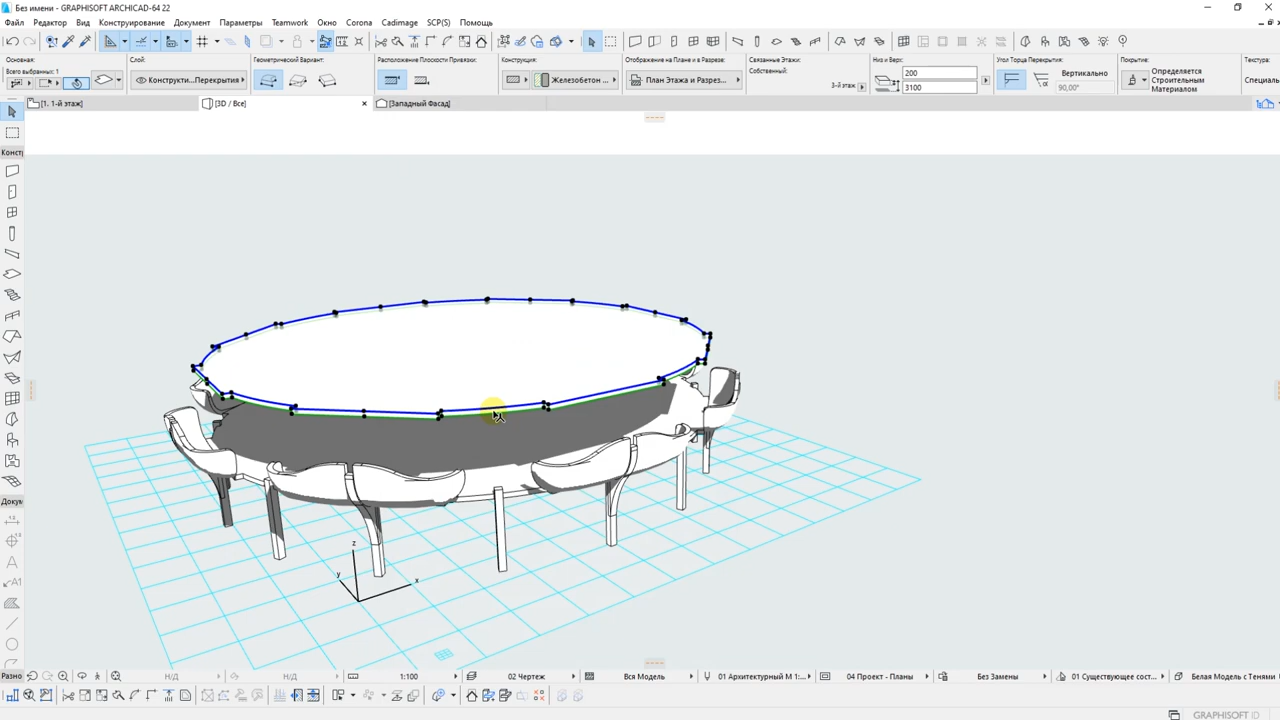 Без имени - GRAPHISOFT ARCHICAD-64 22
Файл Редактор Вид Конструирование Документ Параметры Teamwork Окно Corona Cadimage SCP(S) Помощь
Основная: Слой: Геометрический Вариант: Расположение Плоскости Привязки: Конструкция: Отображение на Плане и в Разрезе: Связанные Этажи: Низ и Верх: Угол Торца Перекрытия: Покрытие: Текстура:
Всего выбранных: 1
Конструкти...Перекрытия
Железобетон ...
План Этажа и Разрез...
Собственный:
3-й этаж
200
3100
Вертикально
90,00°
Определяется Строительным Материалом
Специаль
[1. 1-й этаж] [3D / Все] [Западный Фасад]
Констр
z
y
x
Докум
A
A1
Разно Н/Д Н/Д 1:100 02 Чертеж Вся Модель 01 Архитектурный М 1:... 04 Проект - Планы Без Замены 01 Существующее сост... Белая Модель с Тенями
GRAPHISOFT ID